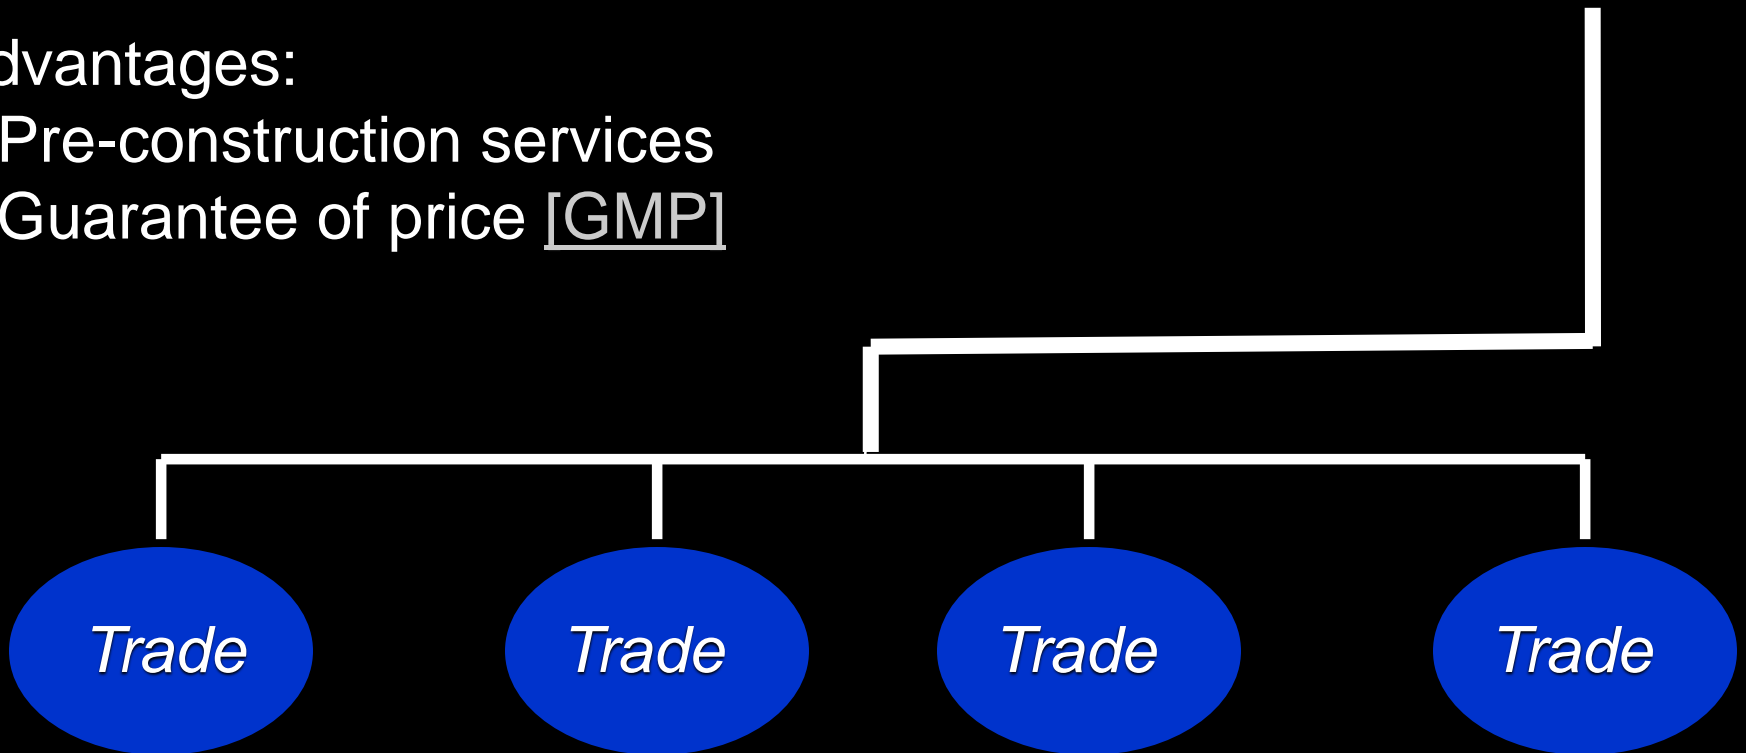 dvantages:
Pre-construction services
Guarantee of price [GMP]
Trade Trade Trade Trade